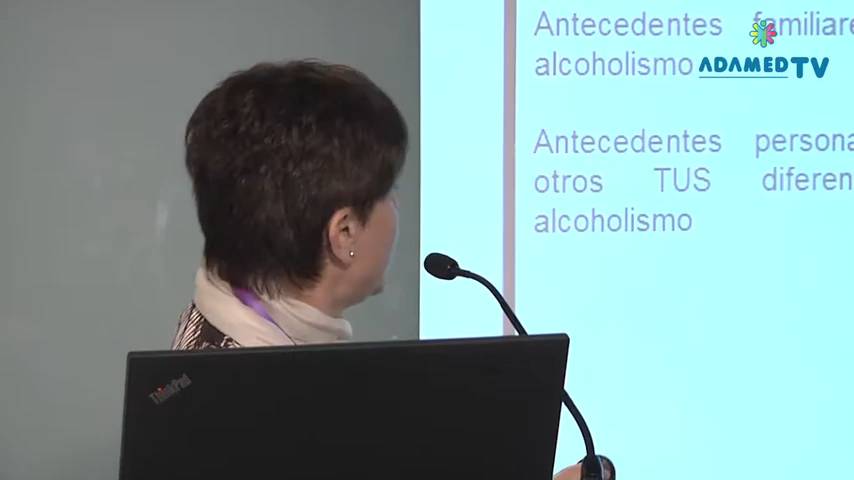 Antecedentes familiare
alcoholismo
ADAMEDTV
Antecedentes persona
otros TUS diferen
alcoholismo
ThinkPad